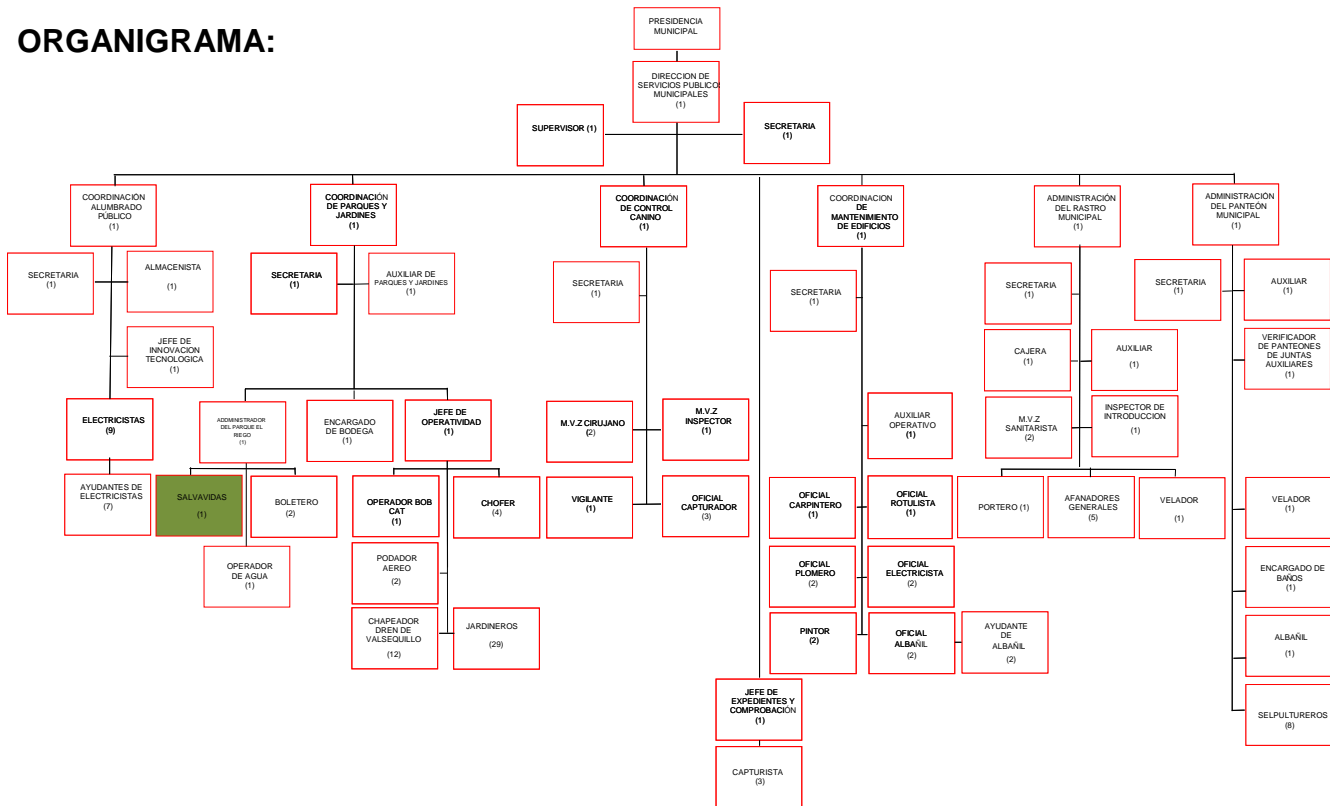 ORGANIGRAMA:
PRESIDENCIA
MUNICIPAL
DIRECCION DE
SERVICIOS PUBLICOS
MUNICIPALES
(1)
SUPERVISOR (1)
SECRETARIA
(1)
COORDINACIÓN
ALUMBRADO
PÚBLICO
(1)
SECRETARIA
(1)
ALMACENISTA
(1)
JEFE DE
INNOVACION
TECNOLOGICA
(1)
ELECTRICISTAS
(9)
AYUDANTES DE
ELECTRICISTAS
(7)
COORDINACIÓN
DE PARQUES Y
JARDINES
(1)
SECRETARIA
(1)
AUXILIAR DE
PARQUES Y JARDINES
(1)
ADDMINISTRADOR
DEL PARQUE EL
RIEGO
(1)
SALVAVIDAS
(1)
BOLETERO
(2)
OPERADOR
DE AGUA
(1)
ENCARGADO
DE BODEGA
(1)
JEFE DE
OPERATIVIDAD
(1)
OPERADOR BOB
CAT
(1)
CHOFER
(4)
PODADOR
AEREO
(2)
CHAPEADOR
DREN DE
VALSEQUILLO
(12)
JARDINEROS
(29)
COORDINACIÓN
DE CONTROL
CANINO
(1)
SECRETARIA
(1)
M.V.Z CIRUJANO
(2)
M.V.Z
INSPECTOR
(1)
VIGILANTE
(1)
OFICIAL
CAPTURADOR
(3)
JEFE DE
EXPEDIENTES Y
COMPROBACIÓN
(1)
CAPTURISTA
(3)
COORDINACION
DE
MANTENIMIENTO
DE EDIFICIOS
(1)
SECRETARIA
(1)
AUXILIAR
OPERATIVO
(1)
OFICIAL
CARPINTERO
(1)
OFICIAL
ROTULISTA
(1)
OFICIAL
PLOMERO
(2)
OFICIAL
ELECTRICISTA
(2)
PINTOR
(2)
OFICIAL
ALBAÑIL
(2)
AYUDANTE
DE
ALBAÑIL
(2)
ADMINISTRACIÓN
DEL RASTRO
MUNICIPAL
(1)
SECRETARIA
(1)
CAJERA
(1)
AUXILIAR
(1)
M.V.Z
SANITARISTA
(2)
INSPECTOR DE
INTRODUCCION
(1)
PORTERO (1)
AFANADORES
GENERALES
(5)
VELADOR
(1)
ADMINISTRACIÓN
DEL PANTEÓN
MUNICIPAL
(1)
SECRETARIA
(1)
AUXILIAR
(1)
VERIFICADOR
DE PANTEONES
DE JUNTAS
AUXILIARES
(1)
VELADOR
(1)
ENCARGADO DE
BAÑOS
(1)
ALBAÑIL
(1)
SELPULTUREROS
(8)